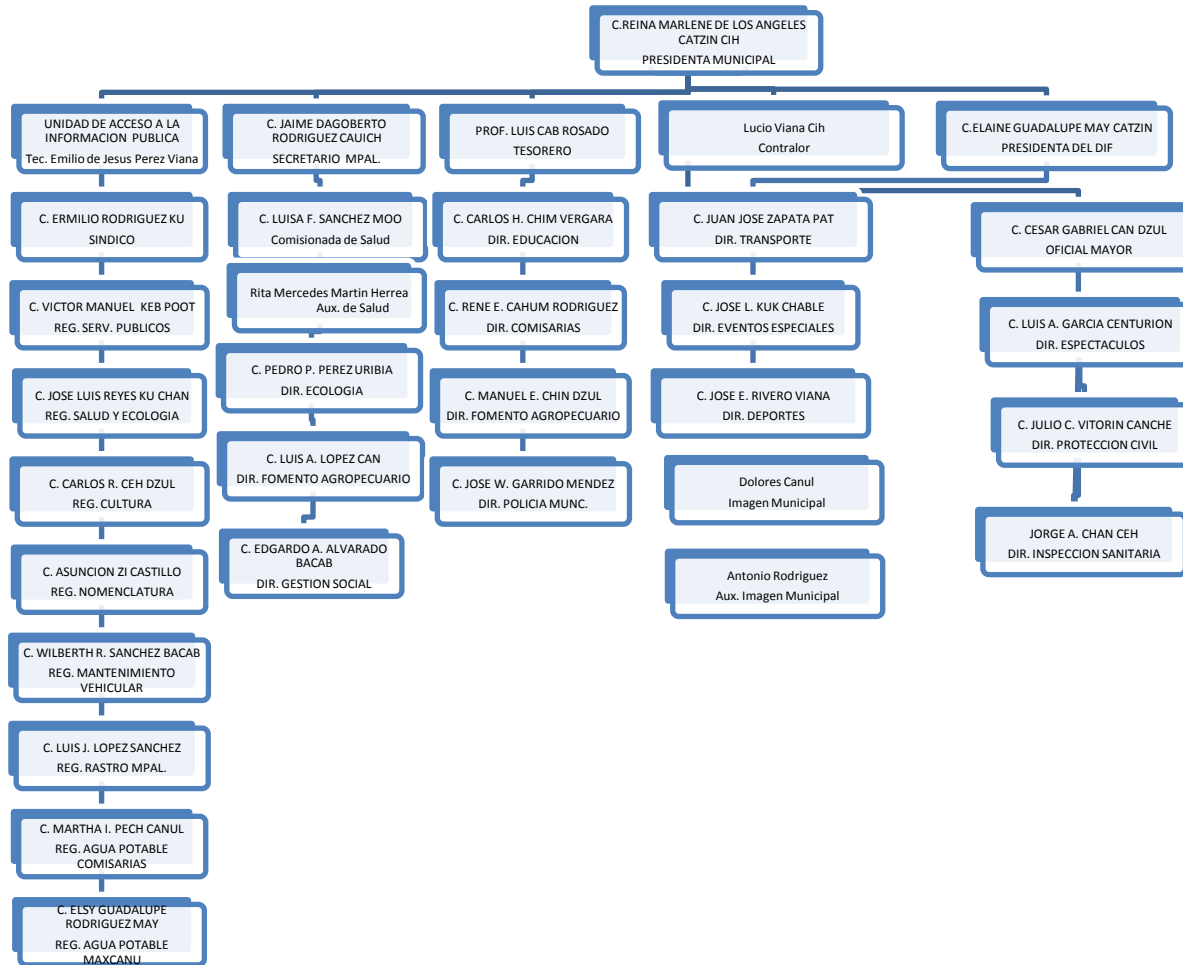 C.REINA MARLENE DE LOS ANGELES
CATZIN CIH
PRESIDENTA MUNICIPAL
UNIDAD DE ACCESO A LA
INFORMACION PUBLICA
Tec. Emilio de Jesus Perez Viana
C. JAIME DAGOBERTO
RODRIGUEZ CAUICH
SECRETARIO MPAL.
PROF. LUIS CAB ROSADO
TESORERO
Lucio Viana Cih
Contralor
C.ELAINE GUADALUPE MAY CATZIN
PRESIDENTA DEL DIF
C. ERMILIO RODRIGUEZ KU
SINDICO
C. VICTOR MANUEL KEB POOT
REG. SERV. PUBLICOS
C. JOSE LUIS REYES KU CHAN
REG. SALUD Y ECOLOGIA
C. CARLOS R. CEH DZUL
REG. CULTURA
C. ASUNCION ZI CASTILLO
REG. NOMENCLATURA
C. WILBERTH R. SANCHEZ BACAB
REG. MANTENIMIENTO
VEHICULAR
C. LUIS J. LOPEZ SANCHEZ
REG. RASTRO MPAL.
C. MARTHA I. PECH CANUL
REG. AGUA POTABLE
COMISARIAS
C. ELSY GUADALUPE
RODRIGUEZ MAY
REG. AGUA POTABLE
MAXCANU
C. LUISA F. SANCHEZ MOO
Comisionada de Salud
Rita Mercedes Martin Herrea
Aux. de Salud
C. PEDRO P. PEREZ URIBIA
DIR. ECOLOGIA
C. LUIS A. LOPEZ CAN
DIR. FOMENTO AGROPECUARIO
C. EDGARDO A. ALVARADO
BACAB
DIR. GESTION SOCIAL
C. CARLOS H. CHIM VERGARA
DIR. EDUCACION
C. RENE E. CAHUM RODRIGUEZ
DIR. COMISARIAS
C. MANUEL E. CHIN DZUL
DIR. FOMENTO AGROPECUARIO
C. JOSE W. GARRIDO MENDEZ
DIR. POLICIA MUNC.
C. JUAN JOSE ZAPATA PAT
DIR. TRANSPORTE
C. JOSE L. KUK CHABLE
DIR. EVENTOS ESPECIALES
C. JOSE E. RIVERO VIANA
DIR. DEPORTES
Dolores Canul
Imagen Municipal
Antonio Rodriguez
Aux. Imagen Municipal
C. CESAR GABRIEL CAN DZUL
OFICIAL MAYOR
C. LUIS A. GARCIA CENTURION
DIR. ESPECTACULOS
C. JULIO C. VITORIN CANCHE
DIR. PROTECCION CIVIL
JORGE A. CHAN CEH
DIR. INSPECCION SANITARIA